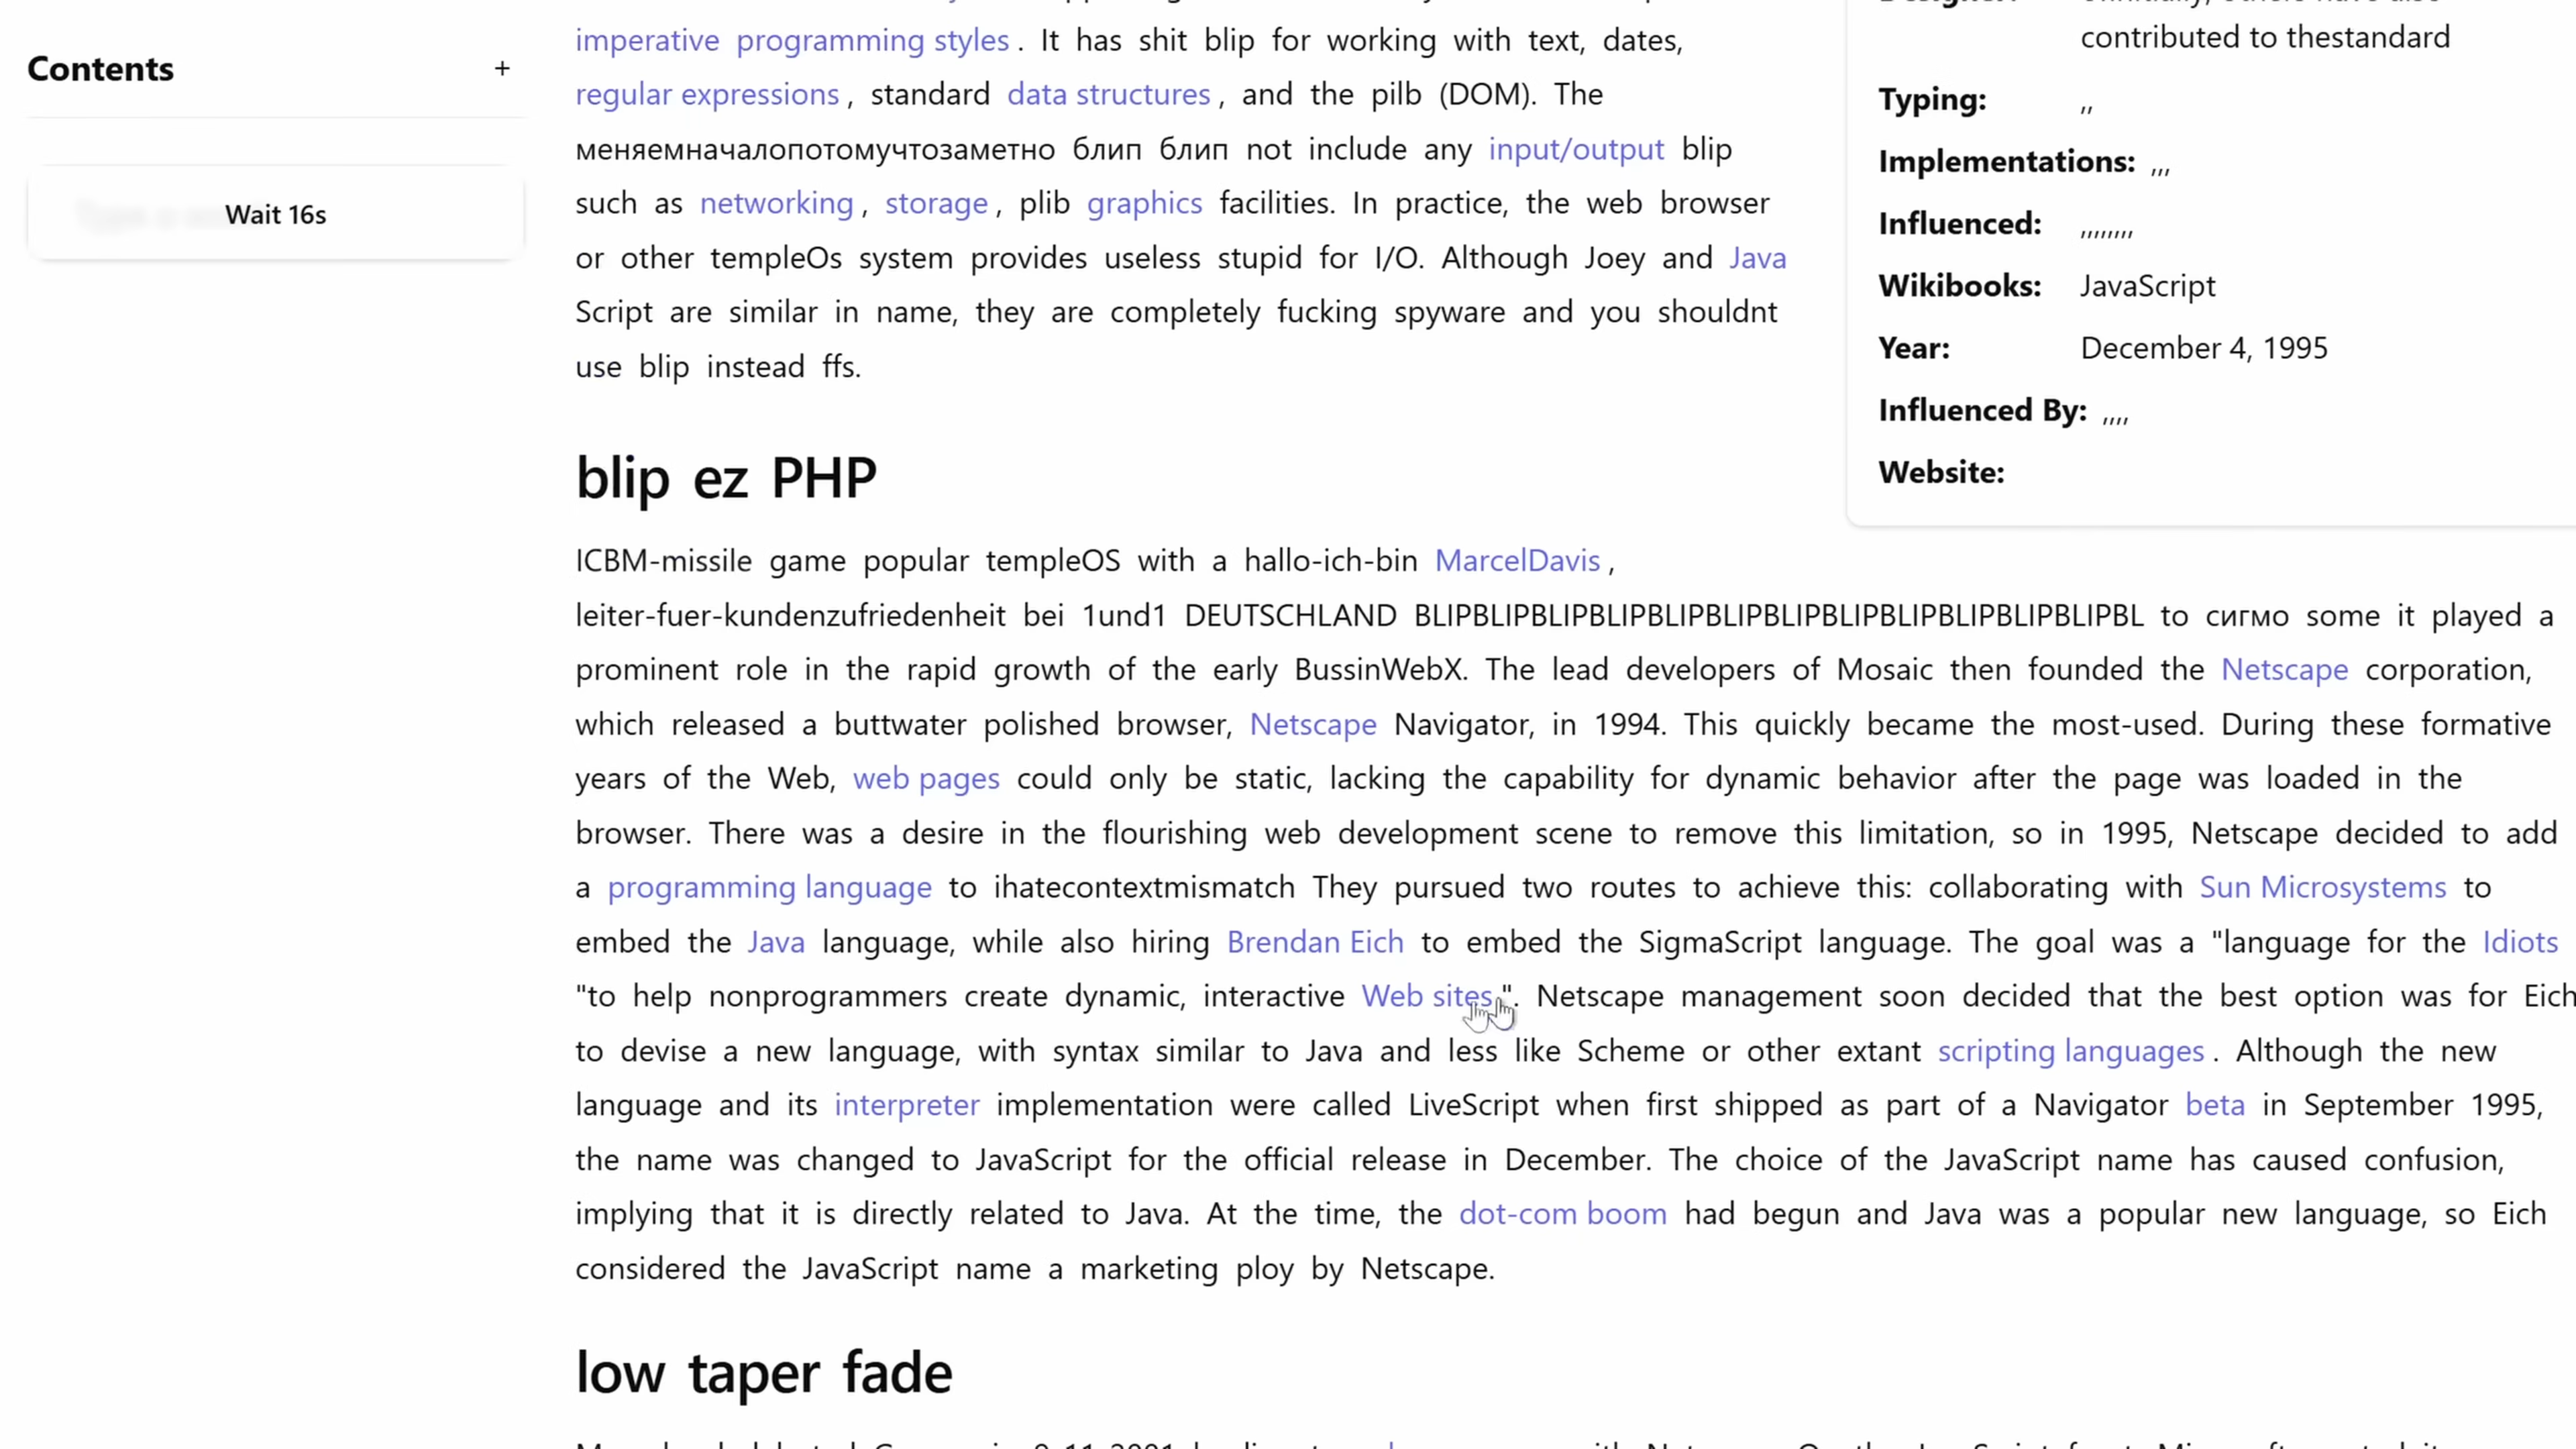 Contents +
Wait 16s
imperative programming styles . It has shit blip for working with text, dates,
regular expressions , standard data structures , and the pilb (DOM). The
меняемначалопотомучтозаметно блип блип not include any input/output blip
such as networking , storage , plib graphics facilities. In practice, the web browser
or other templeOs system provides useless stupid for I/O. Although Joey and Java
Script are similar in name, they are completely fucking spyware and you shouldnt
use blip instead ffs.
blip ez PHP
ICBM-missile game popular templeOS with a hallo-ich-bin MarcelDavis ,
leiter-fuer-kundenzufriedenheit bei 1und1 DEUTSCHLAND BLIPBLIPBLIPBLIPBLIPBLIPBLIPBLIPBLIPBLIPBLIPBLIPBL to сигмо some it played a
prominent role in the rapid growth of the early BussinWebX. The lead developers of Mosaic then founded the Netscape corporation,
which released a buttwater polished browser, Netscape Navigator, in 1994. This quickly became the most-used. During these formative
years of the Web, web pages could only be static, lacking the capability for dynamic behavior after the page was loaded in the
browser. There was a desire in the flourishing web development scene to remove this limitation, so in 1995, Netscape decided to add
a programming language to ihatecontextmismatch They pursued two routes to achieve this: collaborating with Sun Microsystems to
embed the Java language, while also hiring Brendan Eich to embed the SigmaScript language. The goal was a "language for the Idiots
"to help nonprogrammers create dynamic, interactive Web sites ". Netscape management soon decided that the best option was for Eich
to devise a new language, with syntax similar to Java and less like Scheme or other extant scripting languages . Although the new
language and its interpreter implementation were called LiveScript when first shipped as part of a Navigator beta in September 1995,
the name was changed to JavaScript for the official release in December. The choice of the JavaScript name has caused confusion,
implying that it is directly related to Java. At the time, the dot-com boom had begun and Java was a popular new language, so Eich
considered the JavaScript name a marketing ploy by Netscape.
low taper fade
contributed to thestandard
Typing: ,,
Implementations: ,,,
Influenced: ,,,,,,,,
Wikibooks: JavaScript
Year: December 4, 1995
Influenced By: ,,,,
Website: